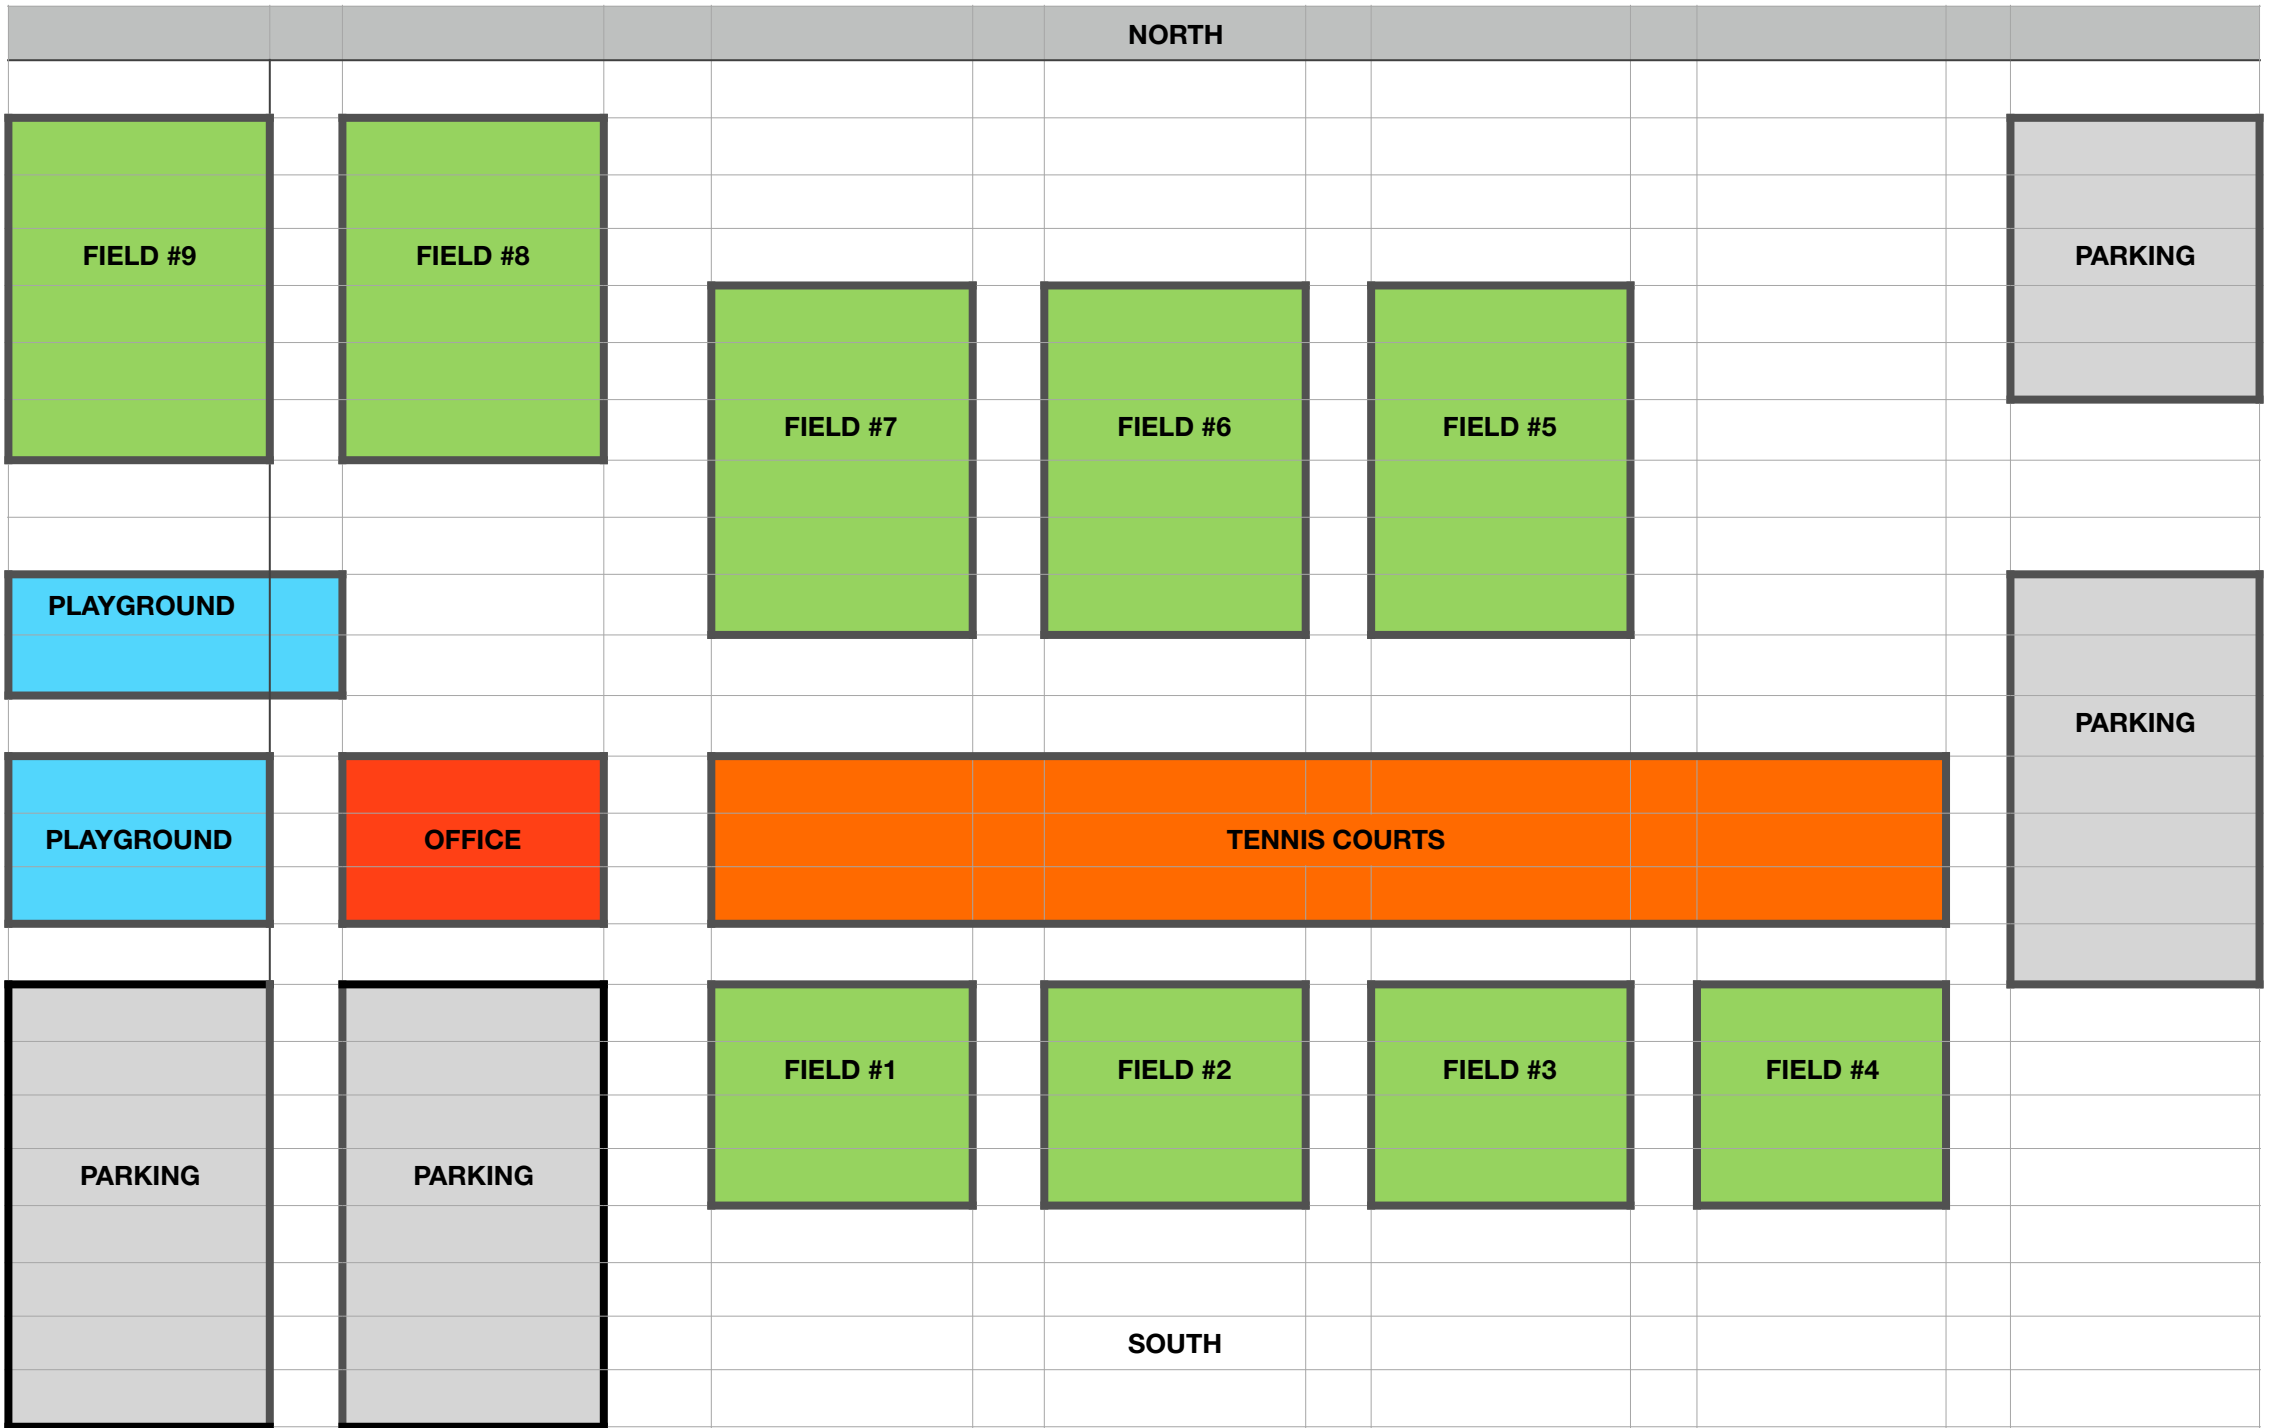 NORTH
FIELD #9
FIELD #8
PARKING
FIELD #7
FIELD #6
FIELD #5
PLAYGROUND
PARKING
PLAYGROUND
OFFICE
TENNIS COURTS
FIELD #1
FIELD #2
FIELD #3
FIELD #4
PARKING
PARKING
SOUTH